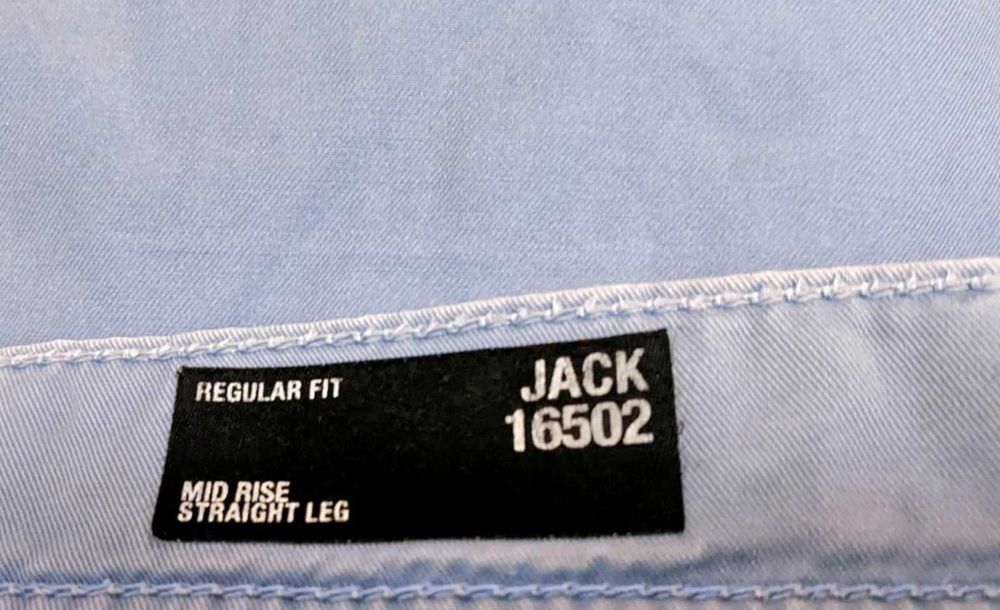 REGULAR FIT
JACK
16502
MID RISE
STRAIGHT LEG